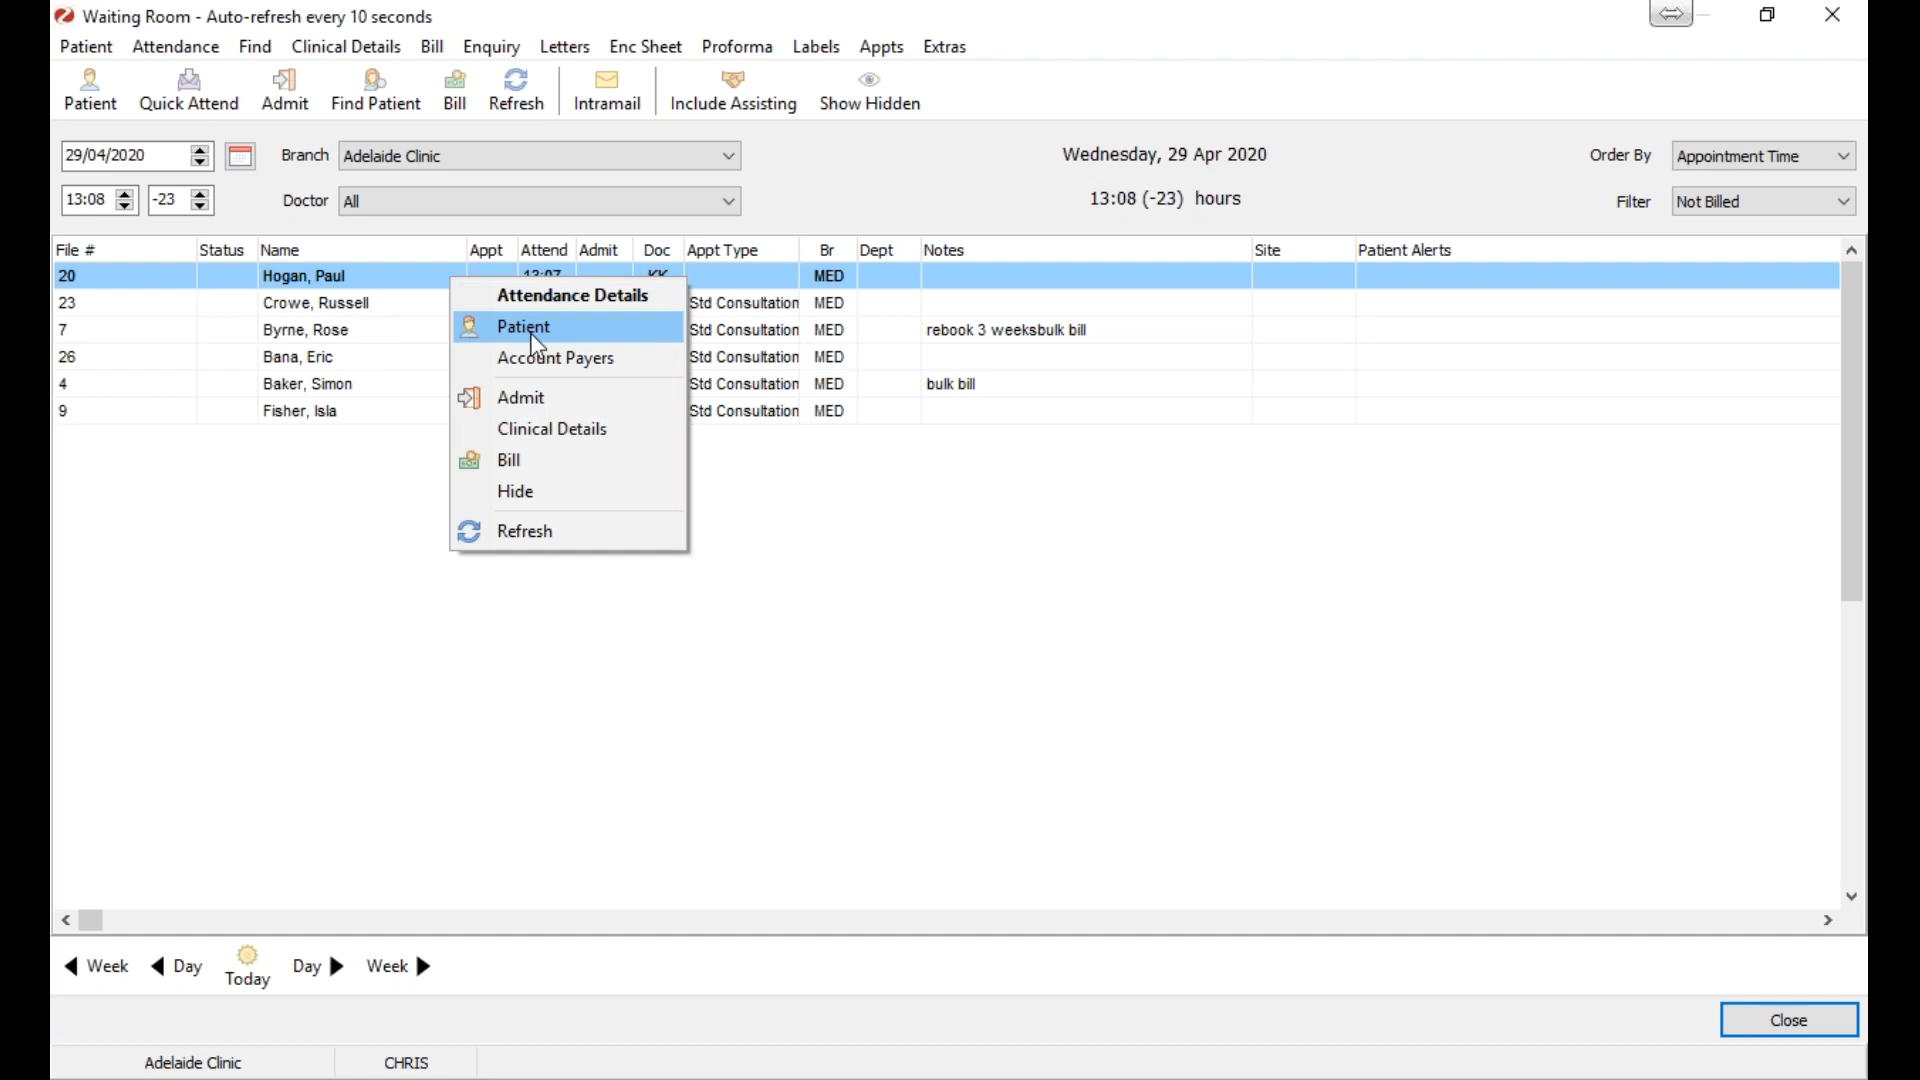 Waiting Room - Auto-refresh every 10 seconds
Patient Attendance Find Clinical Details Bill Enquiry Letters Enc Sheet Proforma Labels Appts Extras
Patient Quick Attend Admit Find Patient Bill Refresh Intramail Include Assisting Show Hidden
29/04/2020 Branch Adelaide Clinic Wednesday, 29 Apr 2020 Order By Appointment Time
13:08 -23 Doctor All 13:08 (-23) hours Filter Not Billed
File # Status Name Appt Attend Admit Doc Appt Type Br Dept Notes Site Patient Alerts
20 Hogan, Paul 13:07 KK MED
23 Crowe, Russell Std Consultation MED
7 Byrne, Rose Std Consultation MED rebook 3 weeksbulk bill
26 Bana, Eric Std Consultation MED
4 Baker, Simon Std Consultation MED bulk bill
9 Fisher, Isla Std Consultation MED
Attendance Details
Patient
Account Payers
Admit
Clinical Details
Bill
Hide
Refresh
Week Day Today Day Week
Close
Adelaide Clinic CHRIS